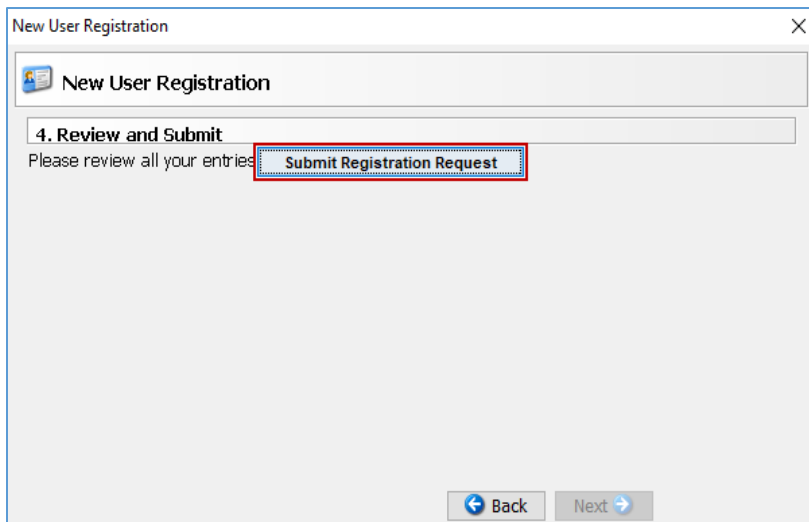 New User Registration
New User Registration
4. Review and Submit
Please review all your entries Submit Registration Request
Back Next